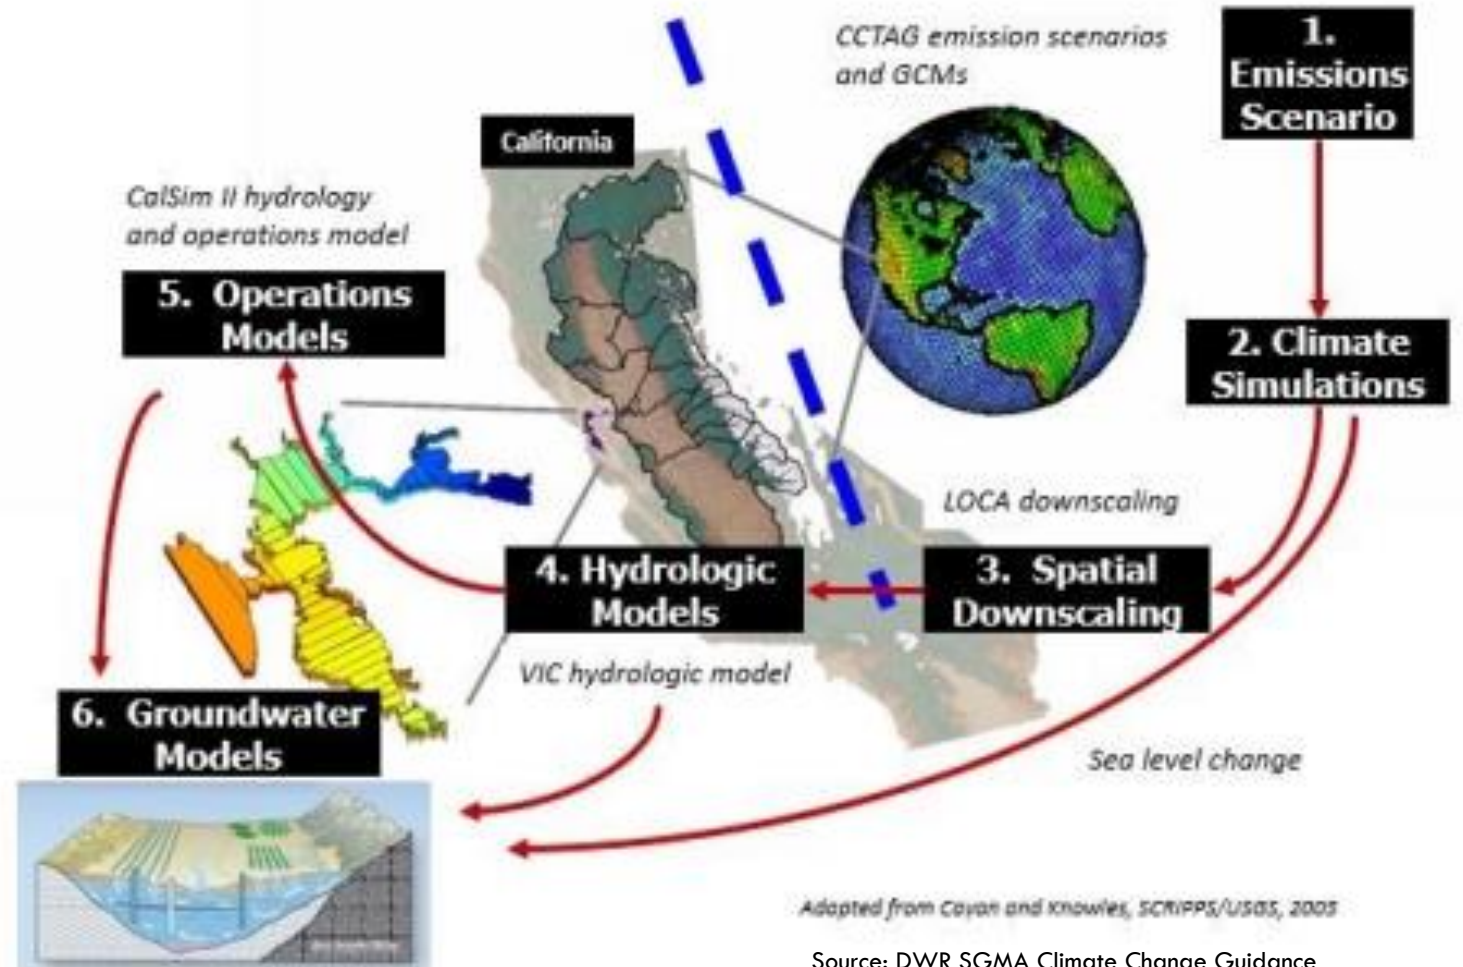 CCTAG emission scenarios
and GCMs
1.
Emissions
Scenario
California
CalSim II hydrology
and operations model
5. Operations
Models
2. Climate
Simulations
LOCA downscaling
4. Hydrologic
Models
3. Spatial
Downscaling
VIC hydrologic model
6. Groundwater
Models
Sea level change
Adapted from Cayan and Knowles, SCRIPPS/USGS, 2005
Source: DWR SGMA Climate Change Guidance